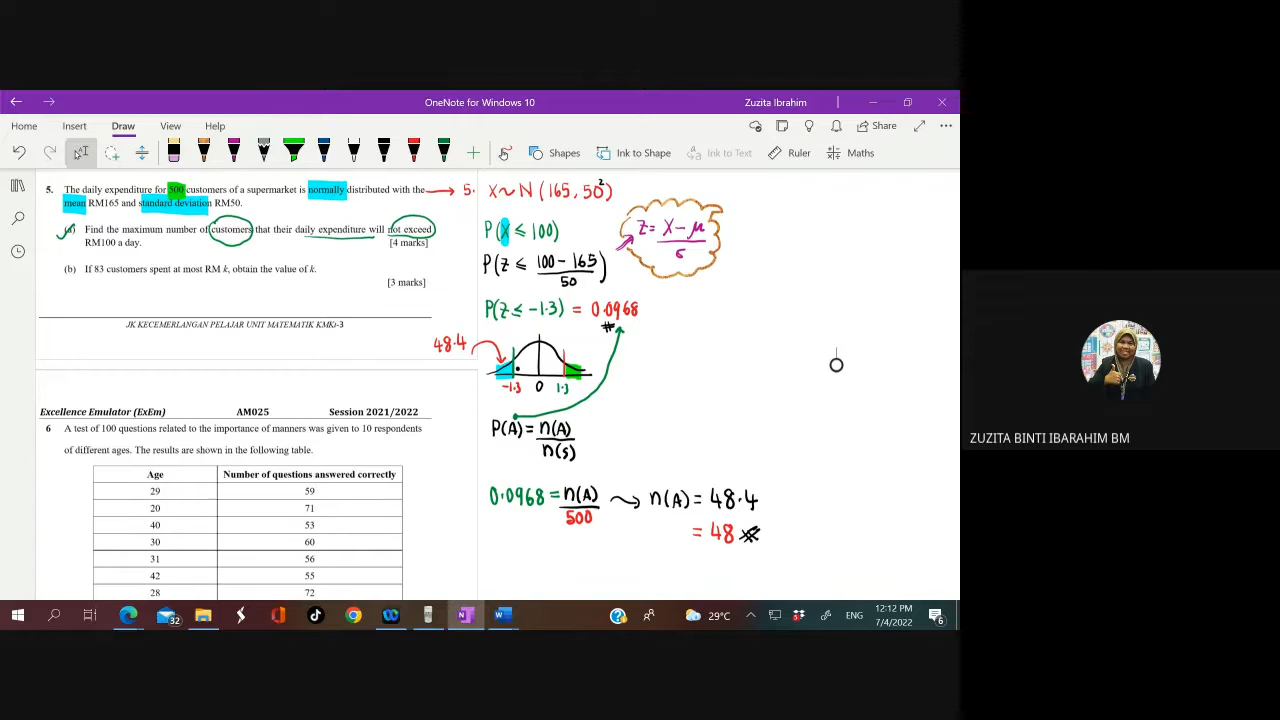 OneNote for Windows 10
Zuzita Ibrahim
Home Insert Draw View Help
Share
Shapes Ink to Shape Ink to Text Ruler Maths
5. The daily expenditure for 500 customers of a supermarket is normally distributed with the
mean RM165 and standard deviation RM50.
(a) Find the maximum number of customers that their daily expenditure will not exceed
RM100 a day. [4 marks]
(b) If 83 customers spent at most RM k, obtain the value of k.
[3 marks]
JK KECEMERLANGAN PELAJAR UNIT MATEMATIK KMKt-3
Excellence Emulator (ExEm) AM025 Session 2021/2022
6 A test of 100 questions related to the importance of manners was given to 10 respondents
of different ages. The results are shown in the following table.
Age Number of questions answered correctly
29 59
20 71
40 53
30 60
31 56
42 55
28 72
5. X ~ N (165, 50²)
P(X ≤ 100)
Z = X - μ / σ
P(Z ≤ 100 - 165 / 50)
P(Z ≤ -1.3) = 0.0968
48.4
-1.3 0 1.3
P(A) = n(A) / n(s)
0.0968 = n(A) / 500
n(A) = 48.4
= 48
ZUZITA BINTI IBARAHIM BM
32
29°C
ENG
12:12 PM
7/4/2022
6